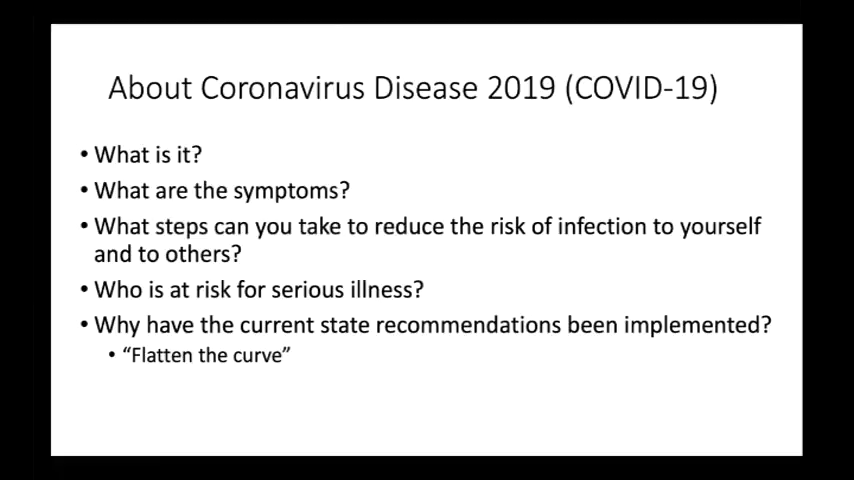 About Coronavirus Disease 2019 (COVID-19)
• What is it?
• What are the symptoms?
• What steps can you take to reduce the risk of infection to yourself
and to others?
• Who is at risk for serious illness?
• Why have the current state recommendations been implemented?
• “Flatten the curve”